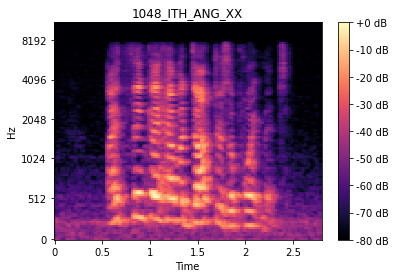 1048_ITH_ANG_XX
+0 dB
8192
-10 dB
4096
-20 dB
-30 dB
Hz
2048
-40 dB
1024
-50 dB
512
-60 dB
-70 dB
0
-80 dB
0 0.5 1 1.5 2 2.5
Time